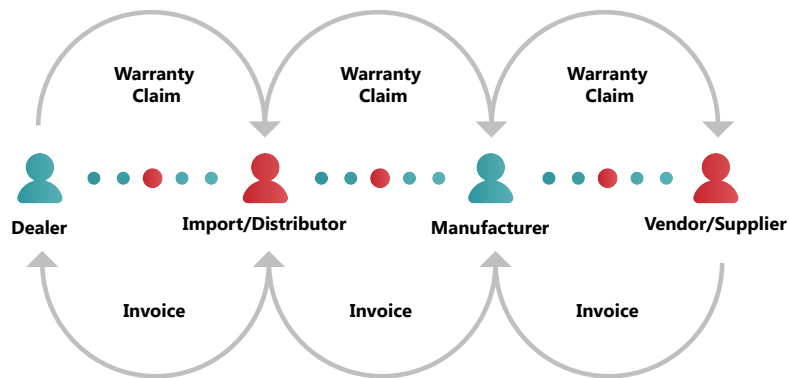 Warranty
Claim
Warranty
Claim
Warranty
Claim
Dealer
Import/Distributor
Manufacturer
Vendor/Supplier
Invoice
Invoice
Invoice